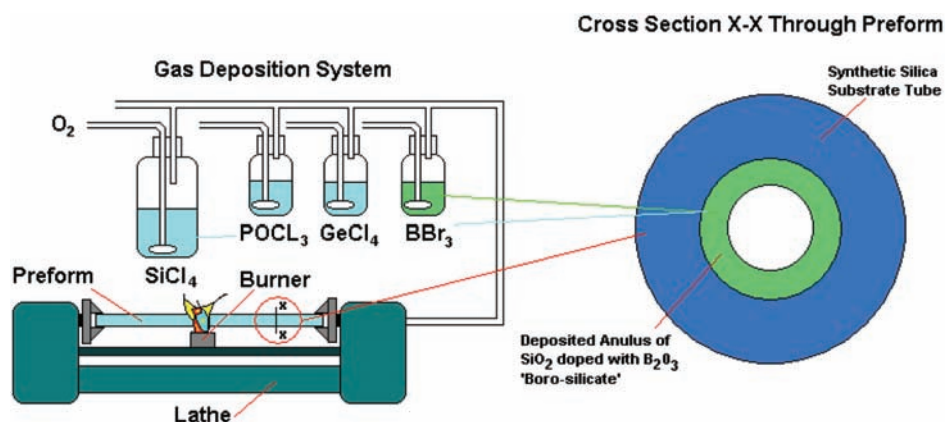 Cross Section X-X Through Preform
Gas Deposition System
Synthetic Silica
Substrate Tube
O₂
POCL₃
GeCl₄
BBr₃
SiCl₄
Preform
Burner
x
x
Lathe
Deposited Anulus of
SiO₂ doped with B₂0₃
'Boro-silicate'